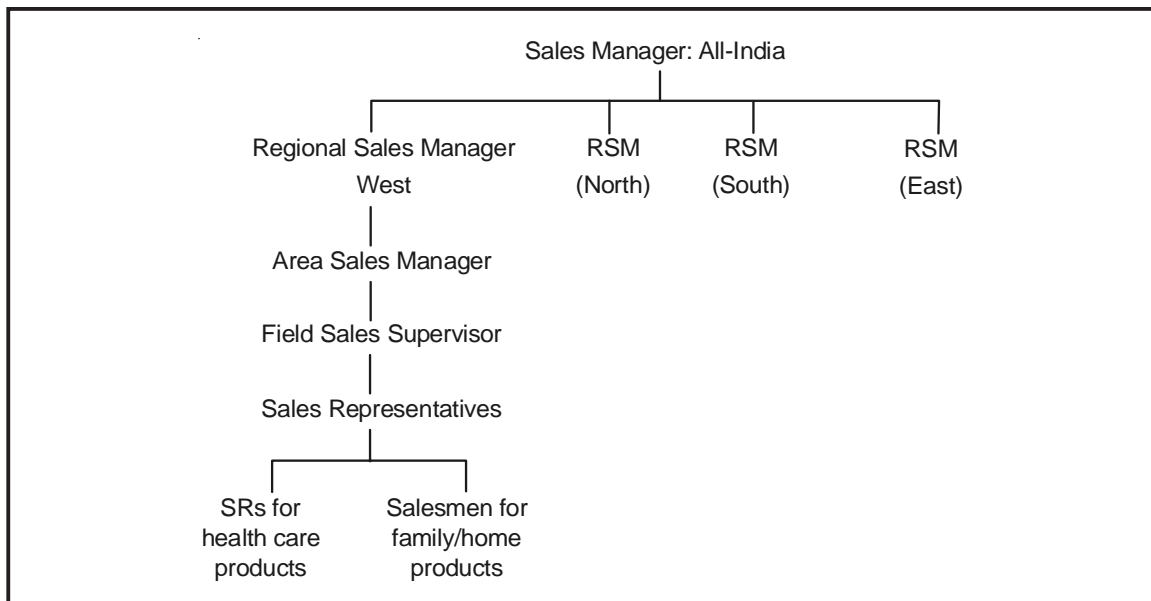 Sales Manager: All-India
Regional Sales Manager RSM RSM RSM
West (North) (South) (East)
Area Sales Manager
Field Sales Supervisor
Sales Representatives
SRs for Salesmen for
health care family/home
products products